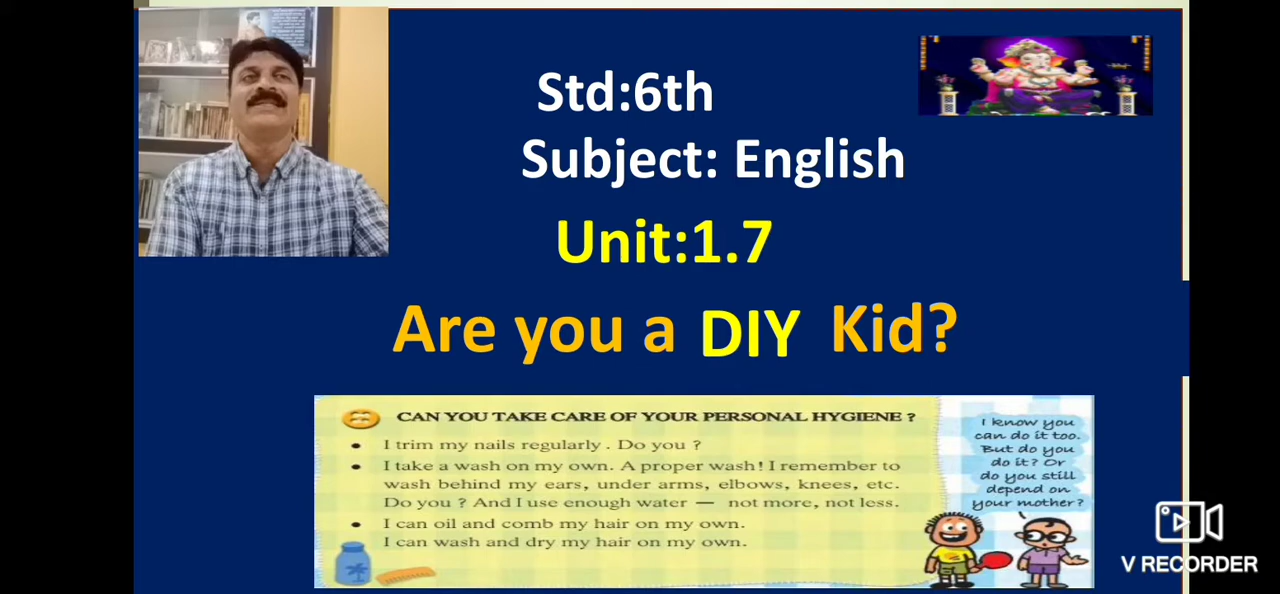 Std:6th
Subject: English
Unit:1.7
Are you a DIY Kid?
CAN YOU TAKE CARE OF YOUR PERSONAL HYGIENE ?
• I trim my nails regularly . Do you ?
• I take a wash on my own. A proper wash! I remember to
wash behind my ears, under arms, elbows, knees, etc.
Do you ? And I use enough water — not more, not less.
• I can oil and comb my hair on my own.
I can wash and dry my hair on my own.
I know you
can do it too.
But do you
do it? Or
do you still
depend on
your mother?
V RECORDER